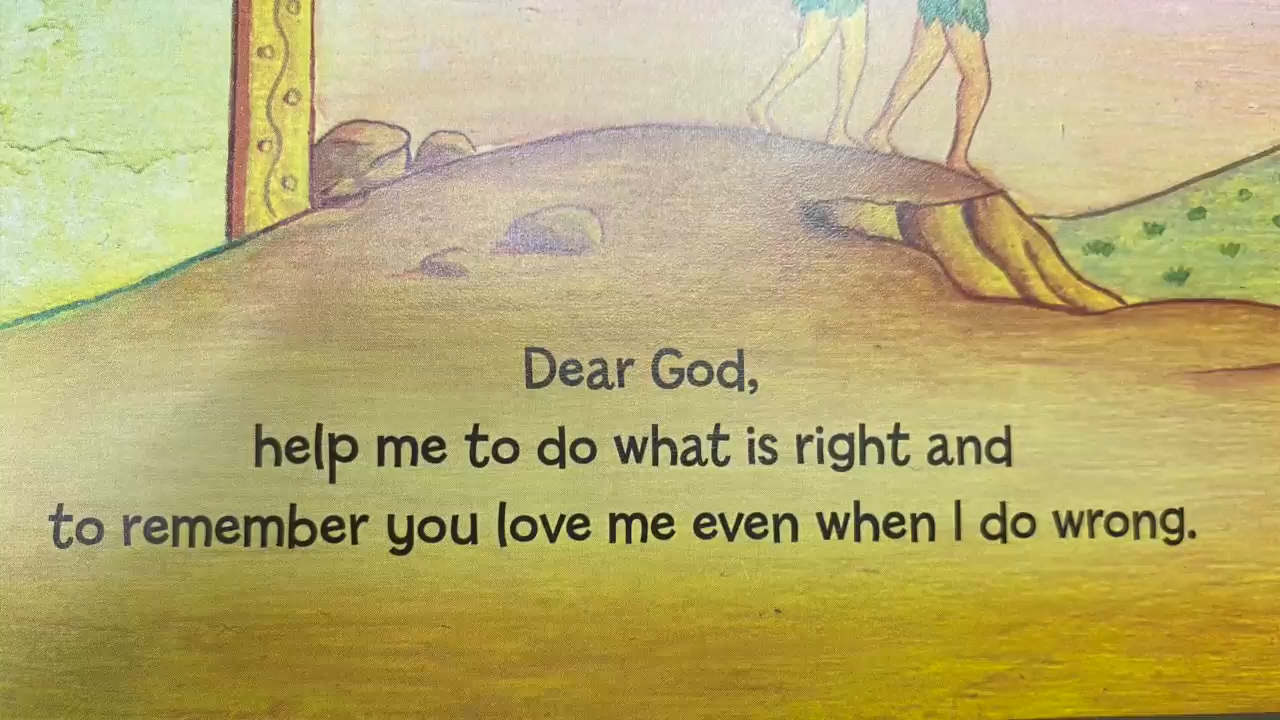 Dear God,
help me to do what is right and
to remember you love me even when I do wrong.